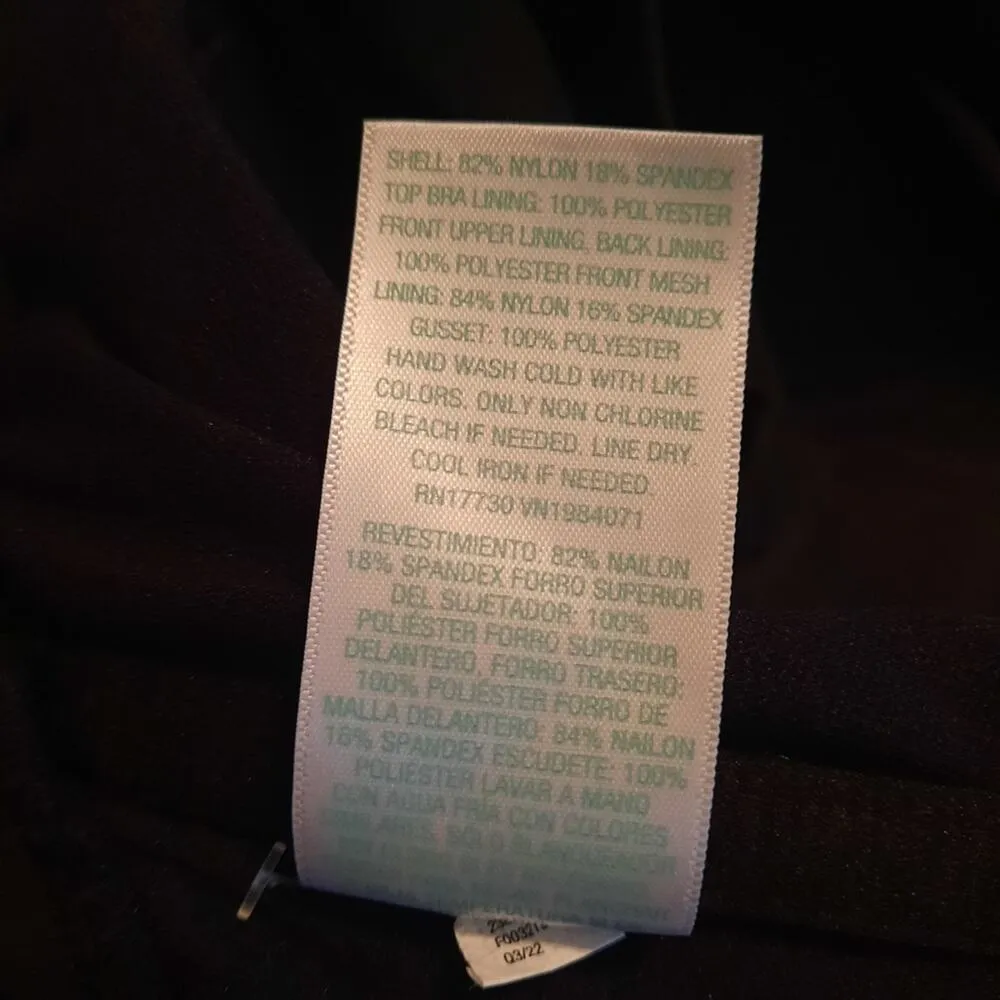 SHELL: 82% NYLON 18% SPANDEX
TOP BRA LINING: 100% POLYESTER
FRONT UPPER LINING, BACK LINING:
100% POLYESTER FRONT MESH
LINING: 84% NYLON 16% SPANDEX
GUSSET: 100% POLYESTER
HAND WASH COLD WITH LIKE
COLORS. ONLY NON CHLORINE
BLEACH IF NEEDED. LINE DRY.
COOL IRON IF NEEDED.
RN17730 VN1984071
REVESTIMIENTO: 82% NAILON
18% SPANDEX FORRO SUPERIOR
DEL SUJETADOR: 100%
POLIÉSTER FORRO SUPERIOR
DELANTERO, FORRO TRASERO:
100% POLIÉSTER FORRO DE
MALLA DELANTERO: 84% NAILON
16% SPANDEX ESCUDETE: 100%
POLIÉSTER LAVAR A MANO
CON AGUA FRÍA CON COLORES
Q3/22